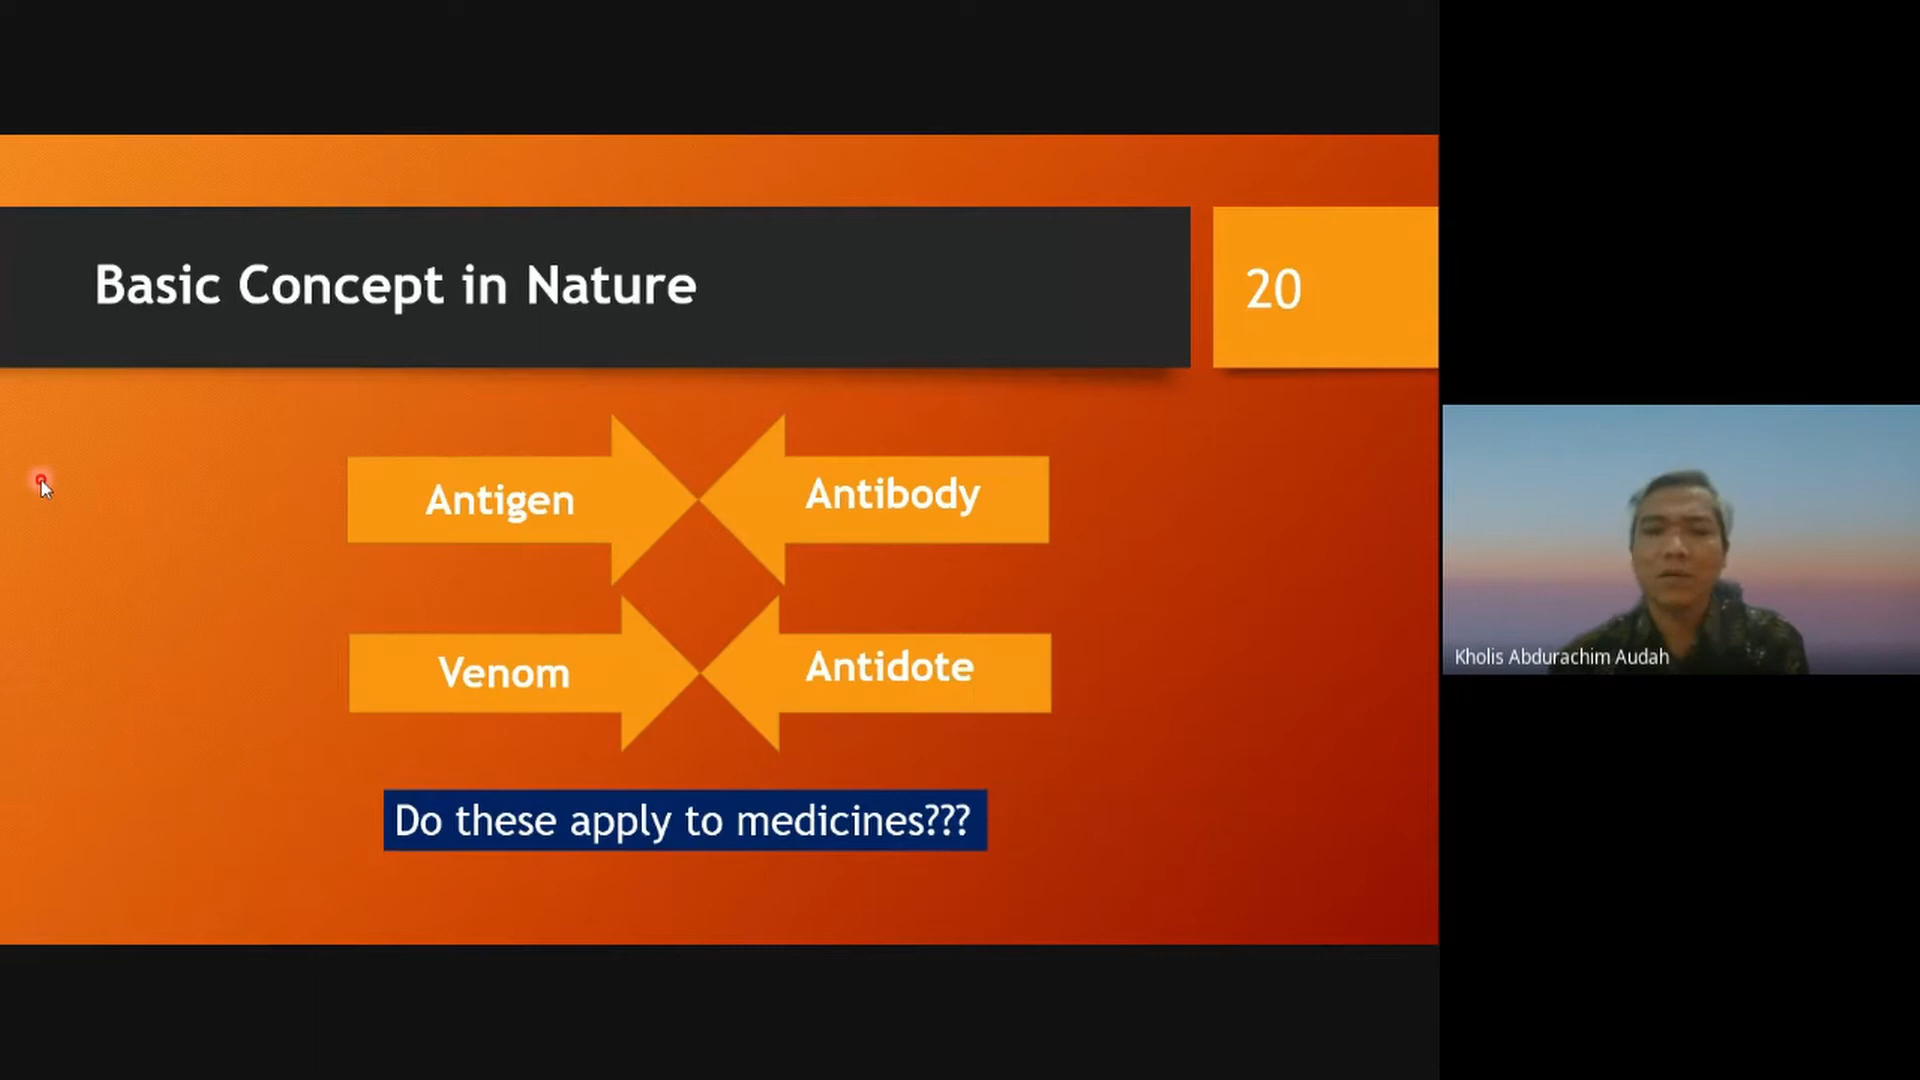 Basic Concept in Nature
20
Antigen
Antibody
Venom
Antidote
Do these apply to medicines???
Kholis Abdurachim Audah